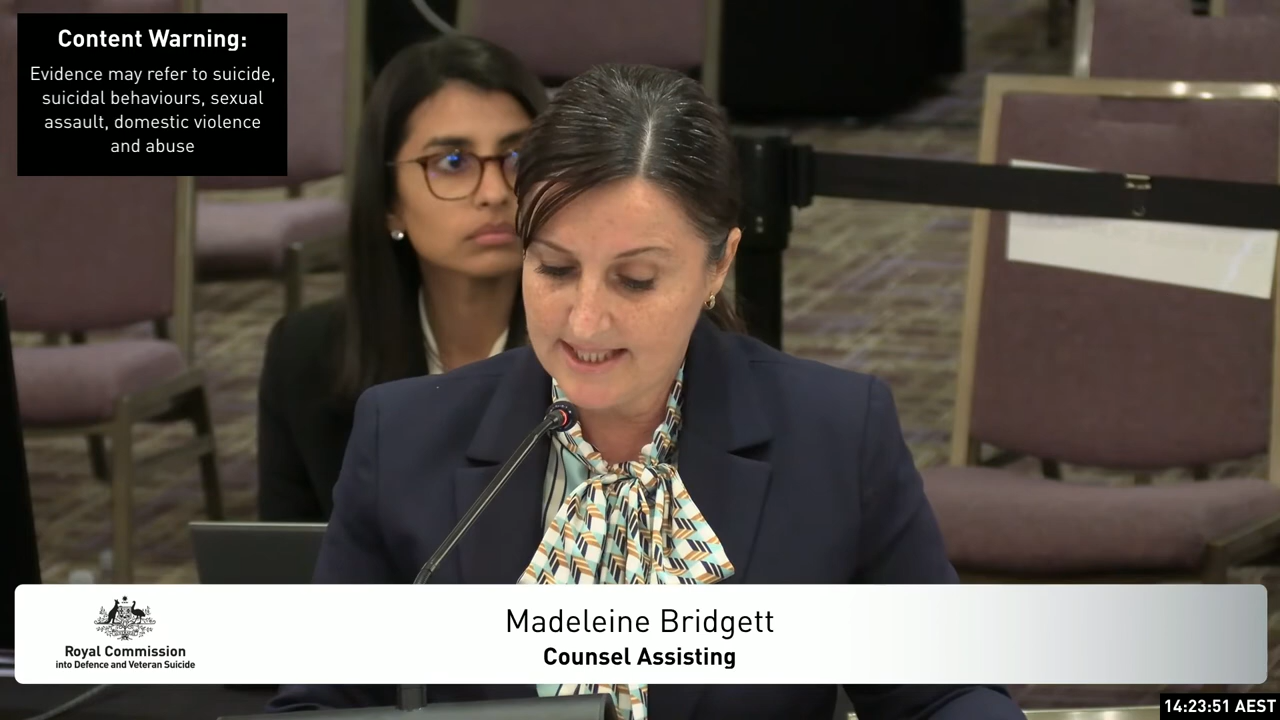 Content Warning:
Evidence may refer to suicide,
suicidal behaviours, sexual
assault, domestic violence
and abuse
Madeleine Bridgett
Counsel Assisting
Royal Commission
into Defence and Veteran Suicide
14:23:51 AEST